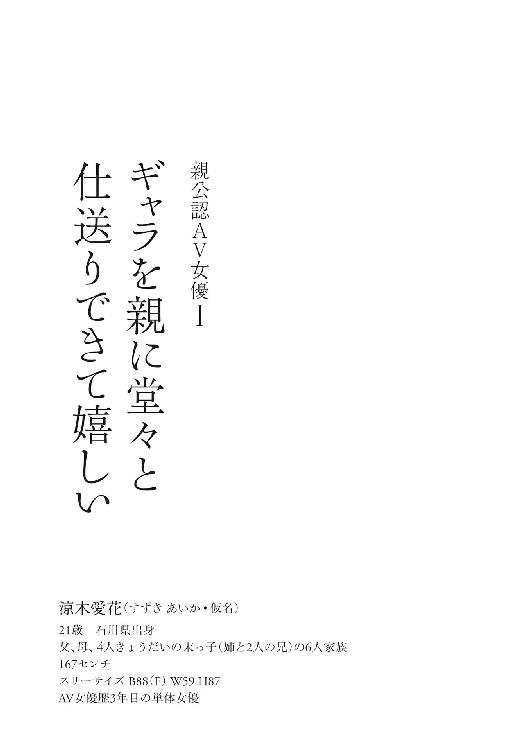 親公認AV女優Ⅰ
ギャラを親に堂々と
仕送りできて嬉しい
涼木愛花(すずき あいか・仮名)
21歳 石川県出身
父、母、4人きょうだいの末っ子(姉と2人の兄)の6人家族
167センチ
スリーサイズ B88(F) W59 H87
AV女優歴3年目の単体女優